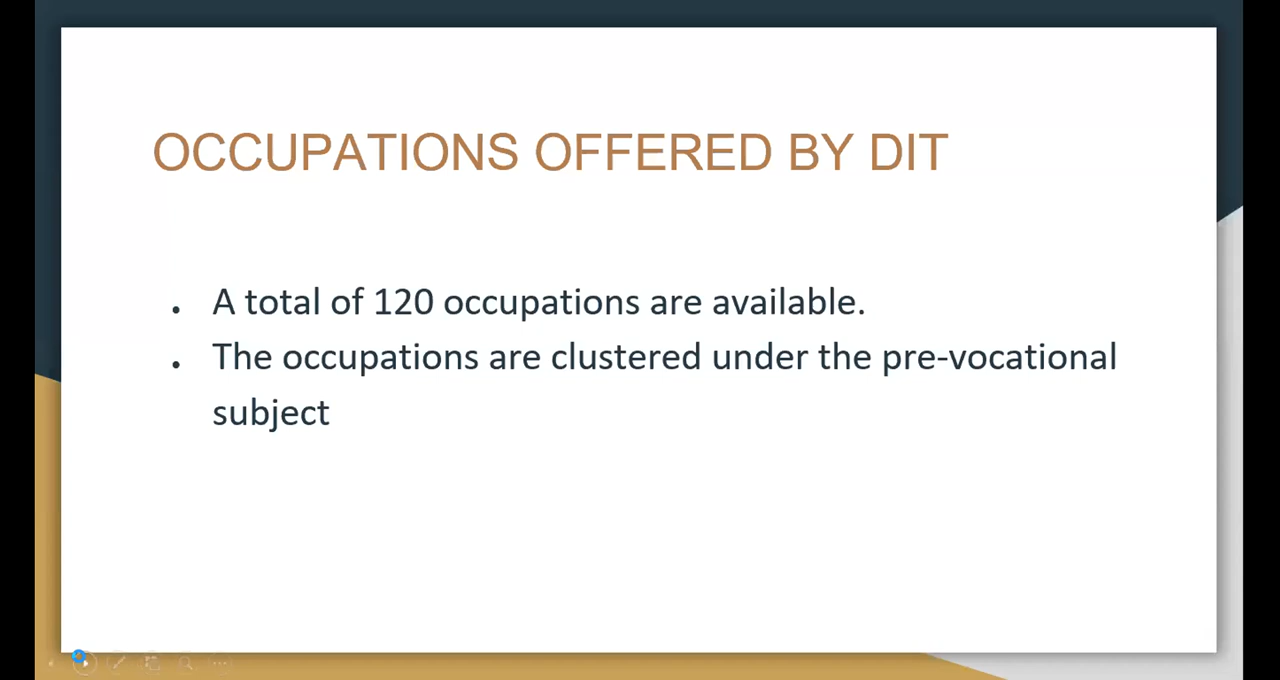 OCCUPATIONS OFFERED BY DIT
. A total of 120 occupations are available.
. The occupations are clustered under the pre-vocational
subject